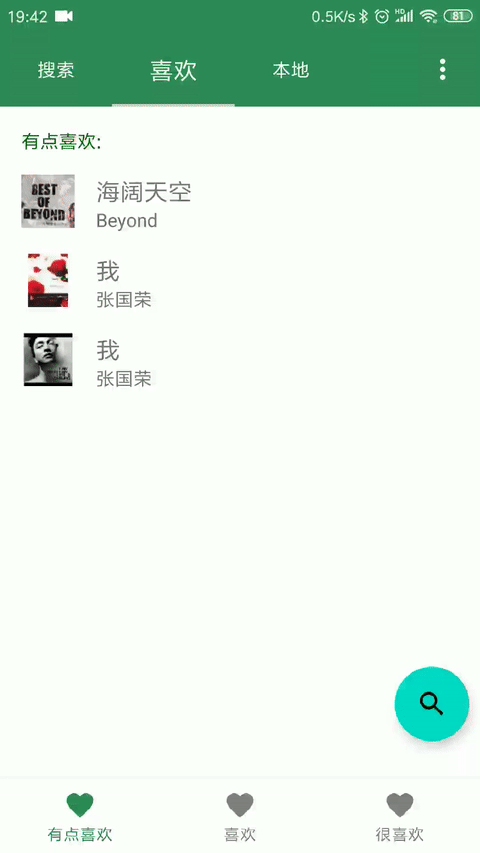 19:42 0.5K/s HD 81
搜索 喜欢 本地
有点喜欢:
BEST
OF
BEYOND
海阔天空
Beyond
我
张国荣
我
张国荣
有点喜欢 喜欢 很喜欢